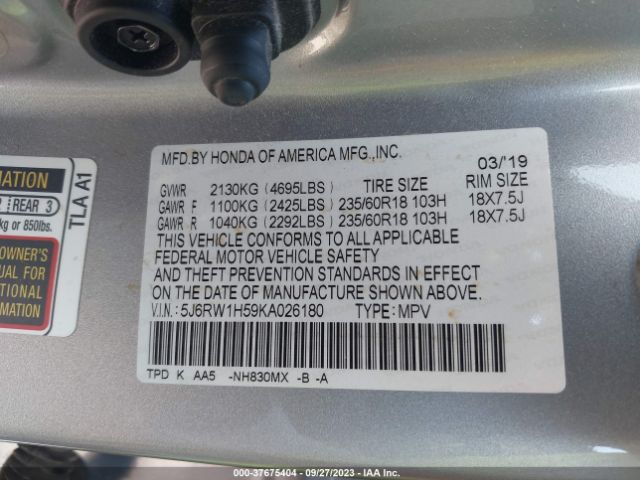 MFD.BY HONDA OF AMERICA MFG.,INC.
03/'19
GVWR 2130KG (4695LBS) TIRE SIZE RIM SIZE
GAWR F 1100KG (2425LBS) 235/60R18 103H 18X7.5J
GAWR R 1040KG (2292LBS) 235/60R18 103H 18X7.5J
THIS VEHICLE CONFORMS TO ALL APPLICABLE
FEDERAL MOTOR VEHICLE SAFETY
AND THEFT PREVENTION STANDARDS IN EFFECT
ON THE DATE OF MANUFACTURE SHOWN ABOVE.
V.I.N.: 5J6RW1H59KA026180 TYPE: MPV
TPD K AA5 -NH830MX -B -A
MATION
2 REAR 3
kg or 850lbs.
OWNER'S
UAL FOR
TIONAL
RMATION
TLA A1
000-37675404 - 09/27/2023 - IAA Inc.